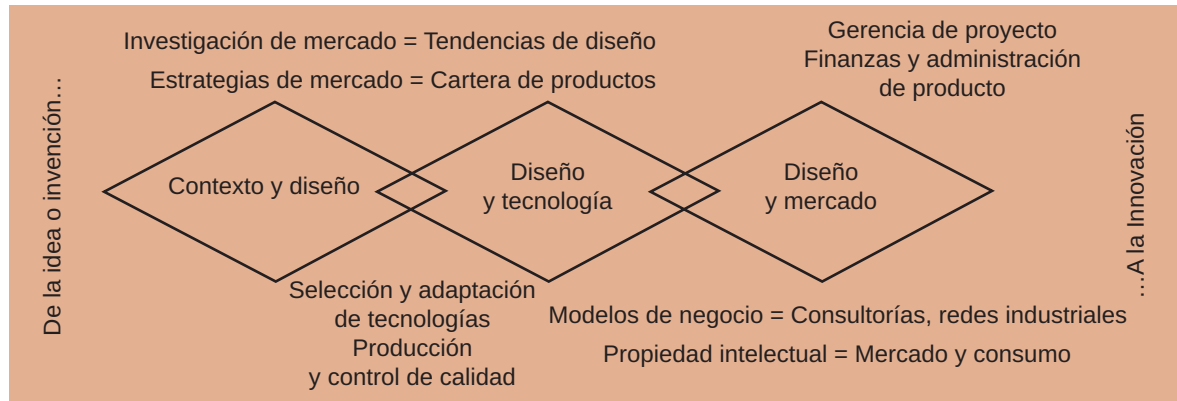 De la idea o invención…
Investigación de mercado = Tendencias de diseño
Estrategias de mercado = Cartera de productos
Gerencia de proyecto
Finanzas y administración
de producto
Contexto y diseño
Diseño
y tecnología
Diseño
y mercado
Selección y adaptación
de tecnologías
Producción
y control de calidad
Modelos de negocio = Consultorías, redes industriales
Propiedad intelectual = Mercado y consumo
…A la Innovación